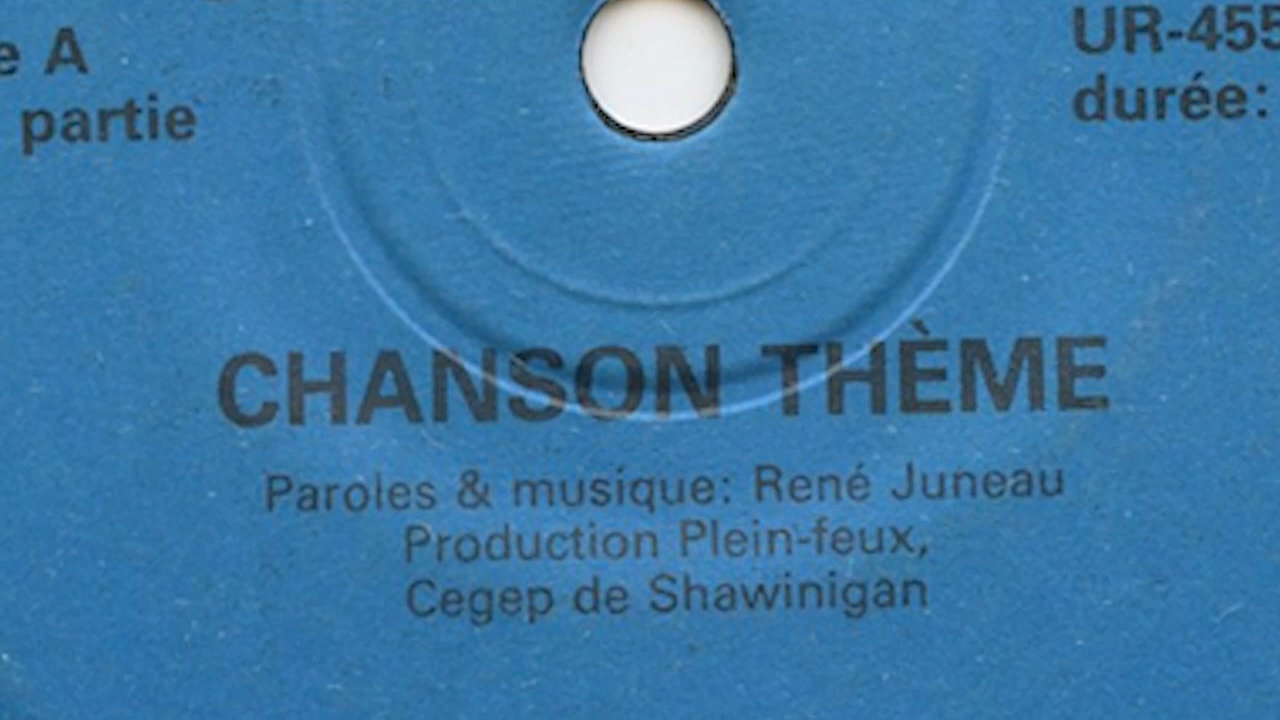 A
partie
UR-455
durée:
CHANSON THÈME
Paroles & musique: René Juneau
Production Plein-feux,
Cegep de Shawinigan